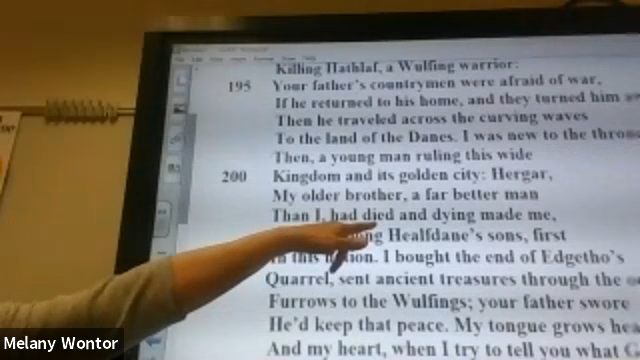 Killing Hathlaf, a Wulfing warrior:
195 Your father's countrymen were afraid of war,
If he returned to his home, and they turned him
Then he traveled across the curving waves
To the land of the Danes. I was new to the
Then, a young man ruling this wide
200 Kingdom and its golden city: Hergar,
My older brother, a far better man
Than I, had died and dying made me,
Healfdane's sons, first
In this nation. I bought the end of Edgetho's
Quarrel, sent ancient treasures through the
Furrows to the Wulfings; your father swore
He'd keep that peace. My tongue grows
And my heart, when I try to tell you what
Melany Wontor